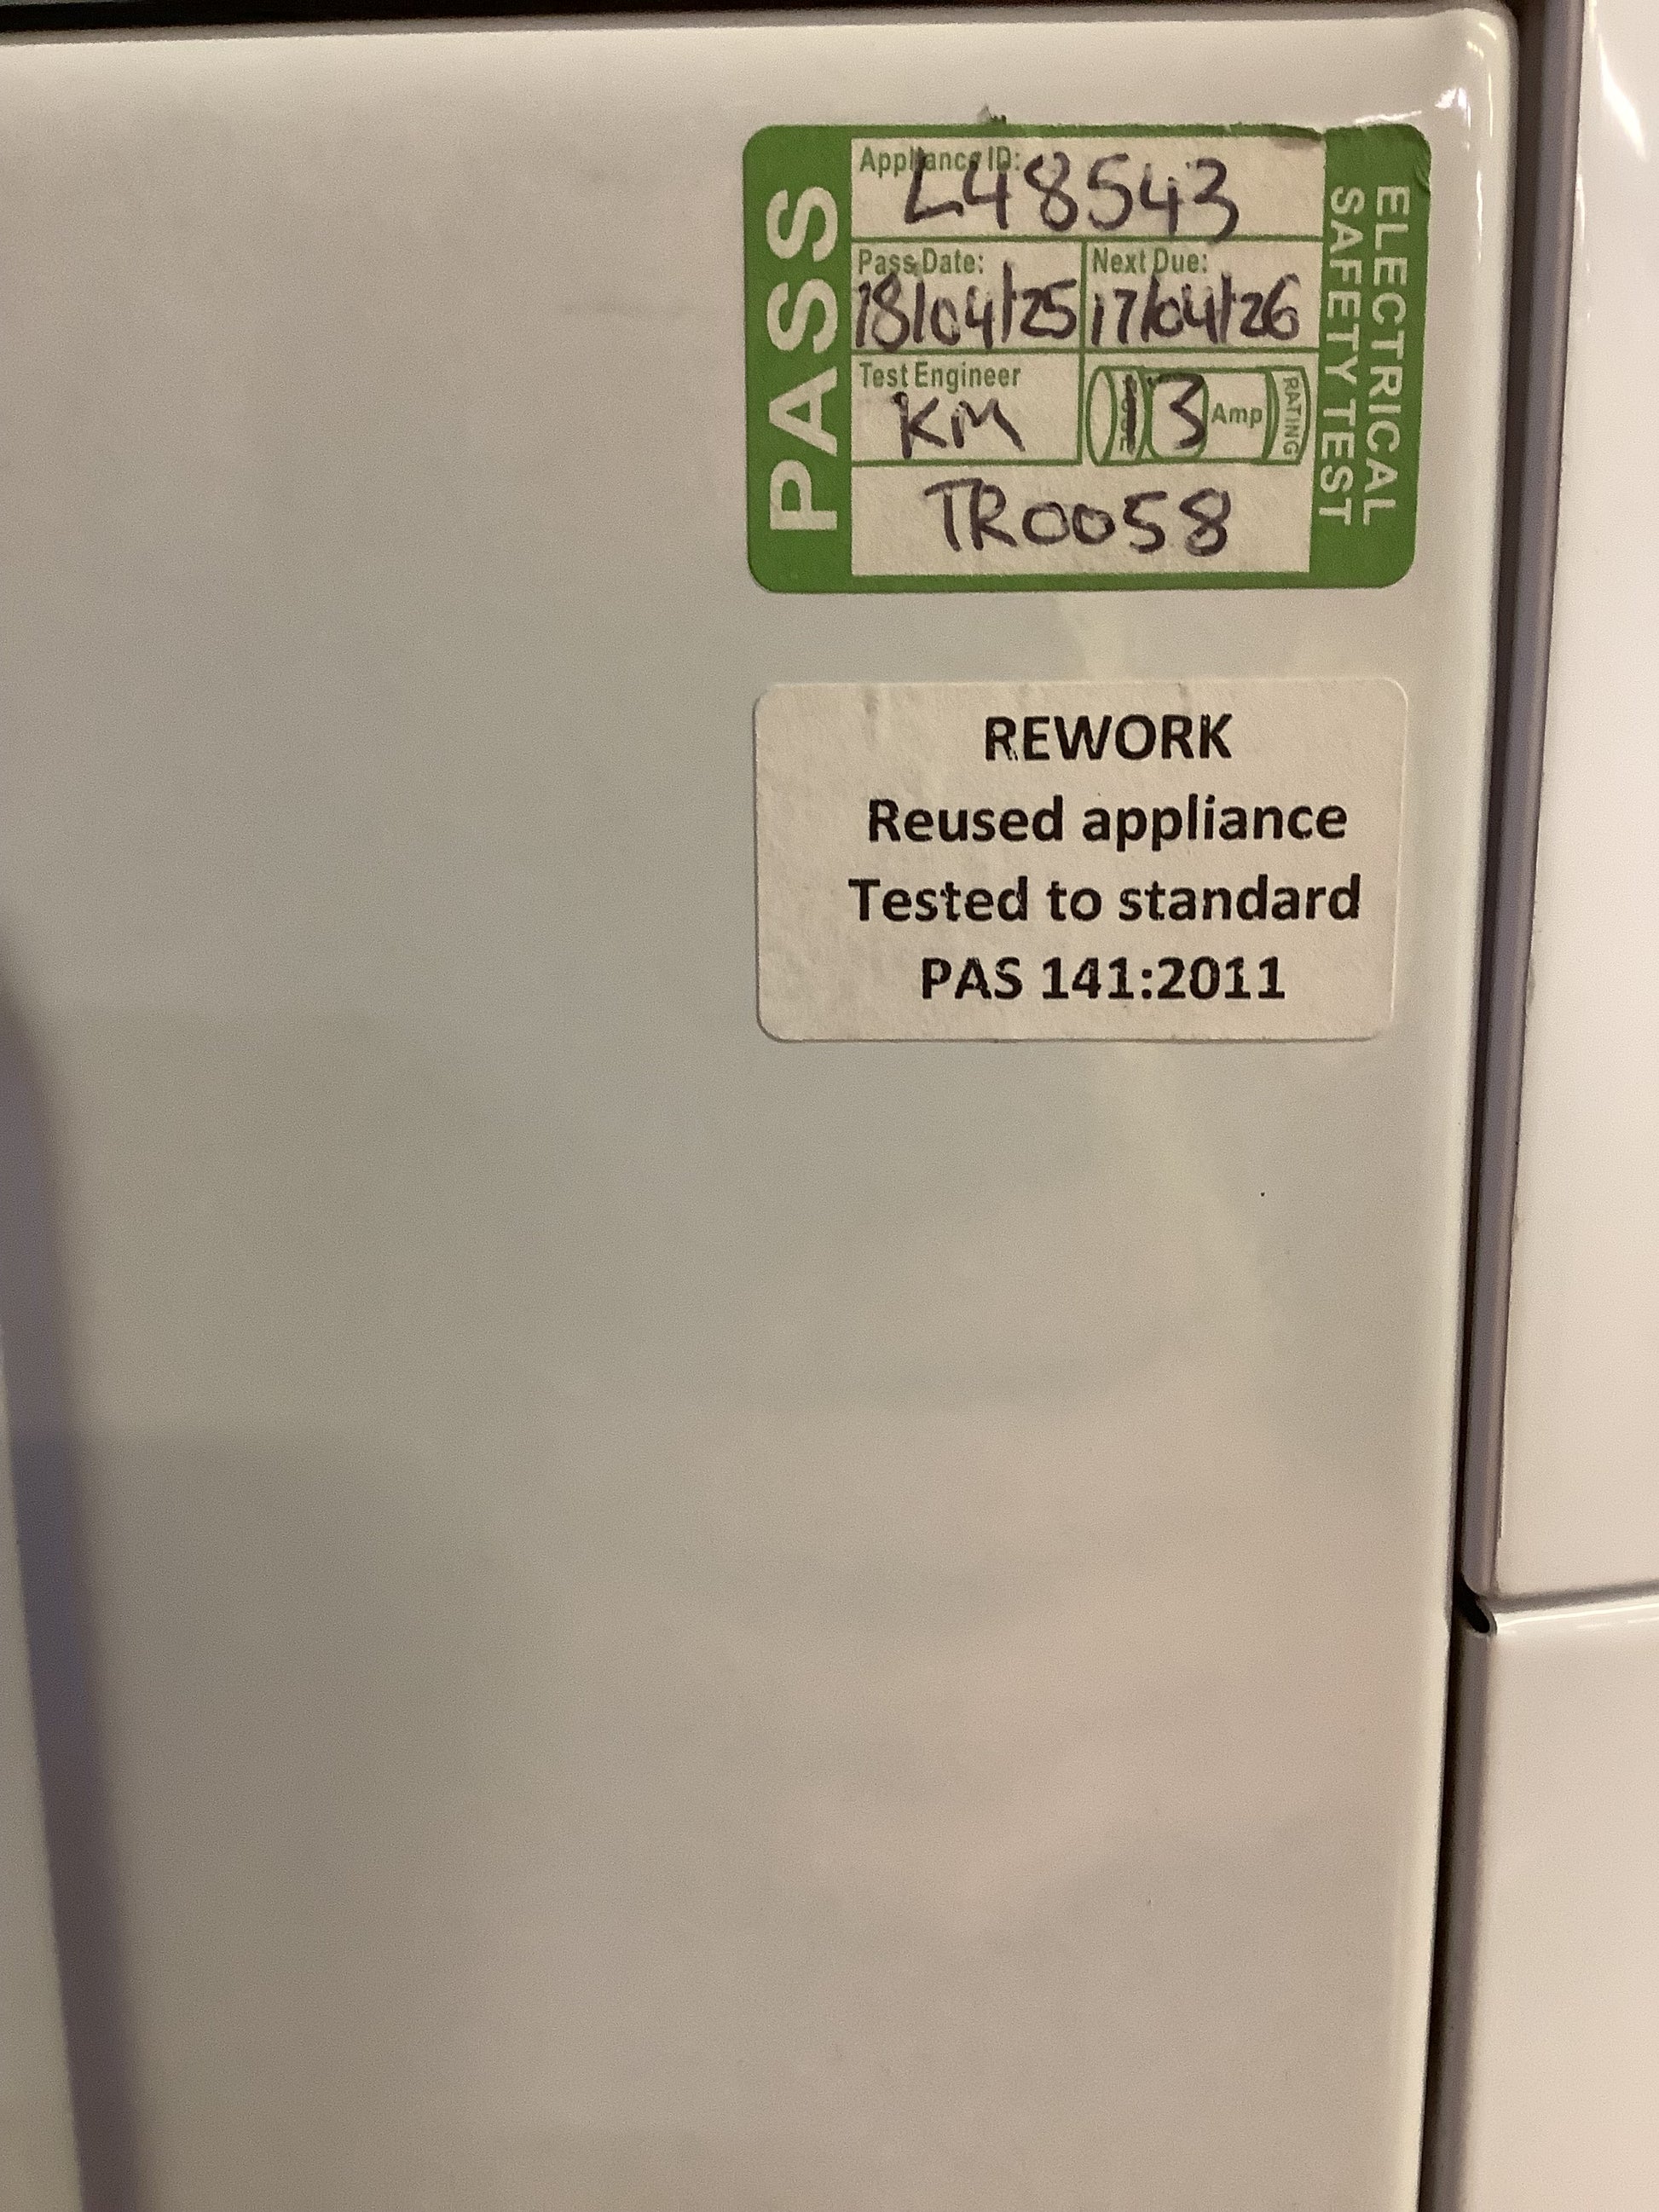 PASS
Appliance ID:
L48543
Pass Date:
18/04/25
Next Due:
17/04/26
Test Engineer
KM
13 Amp
RATING
TR0058
ELECTRICAL
SAFETY TEST
REWORK
Reused appliance
Tested to standard
PAS 141:2011